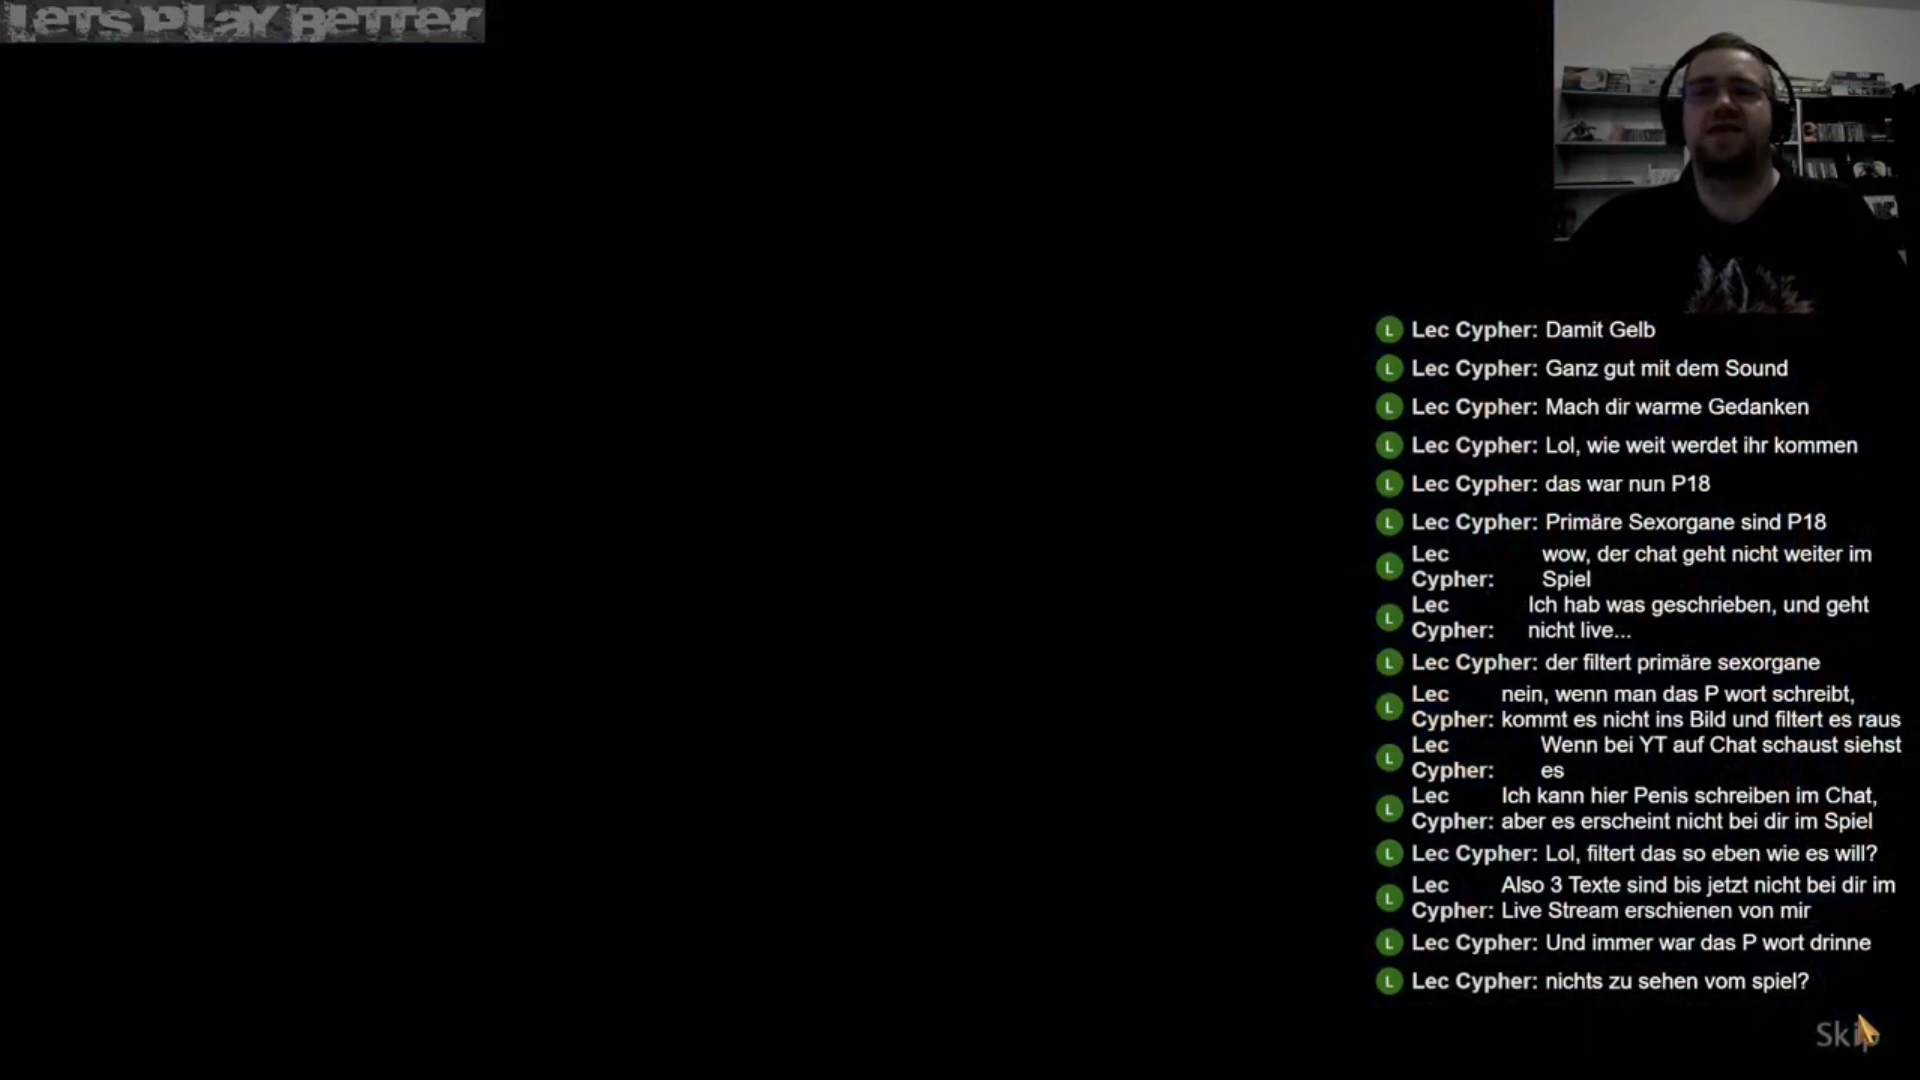 LETS PLAY BETTER
L Lec Cypher: Damit Gelb
L Lec Cypher: Ganz gut mit dem Sound
L Lec Cypher: Mach dir warme Gedanken
L Lec Cypher: Lol, wie weit werdet ihr kommen
L Lec Cypher: das war nun P18
L Lec Cypher: Primäre Sexorgane sind P18
L Lec wow, der chat geht nicht weiter im
Cypher: Spiel
L Lec Ich hab was geschrieben, und geht
Cypher: nicht live...
L Lec Cypher: der filtert primäre sexorgane
L Lec nein, wenn man das P wort schreibt,
Cypher: kommt es nicht ins Bild und filtert es raus
L Lec Wenn bei YT auf Chat schaust siehst
Cypher: es
L Lec Ich kann hier Penis schreiben im Chat,
Cypher: aber es erscheint nicht bei dir im Spiel
L Lec Cypher: Lol, filtert das so eben wie es will?
L Lec Also 3 Texte sind bis jetzt nicht bei dir im
Cypher: Live Stream erschienen von mir
L Lec Cypher: Und immer war das P wort drinne
L Lec Cypher: nichts zu sehen vom spiel?
Skip